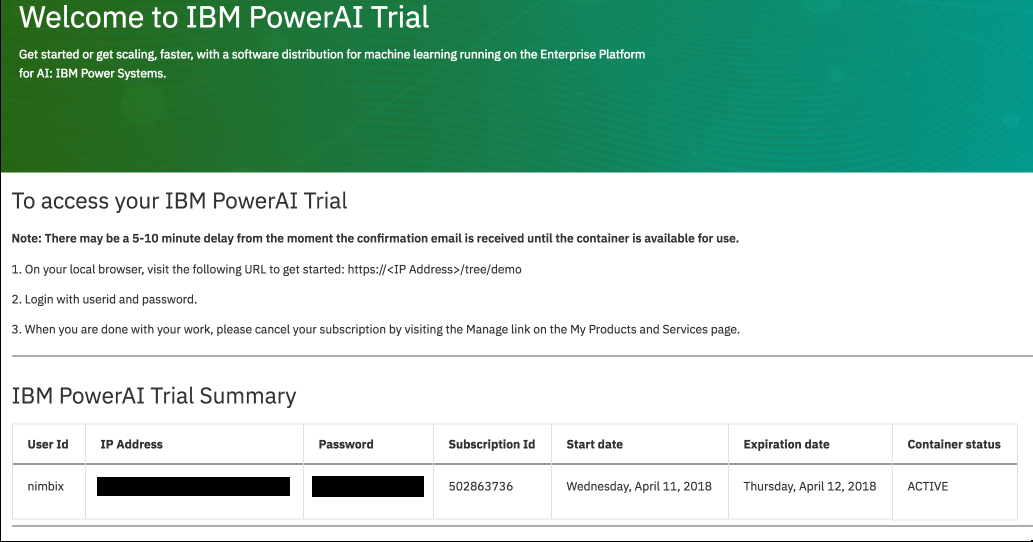 Welcome to IBM PowerAI Trial
Get started or get scaling, faster, with a software distribution for machine learning running on the Enterprise Platform
for AI: IBM Power Systems.
To access your IBM PowerAI Trial
Note: There may be a 5-10 minute delay from the moment the confirmation email is received until the container is available for use.
1. On your local browser, visit the following URL to get started: https://<IP Address>/tree/demo
2. Login with userid and password.
3. When you are done with your work, please cancel your subscription by visiting the Manage link on the My Products and Services page.
IBM PowerAI Trial Summary
User Id IP Address Password Subscription Id Start date Expiration date Container status
nimbix 502863736 Wednesday, April 11, 2018 Thursday, April 12, 2018 ACTIVE